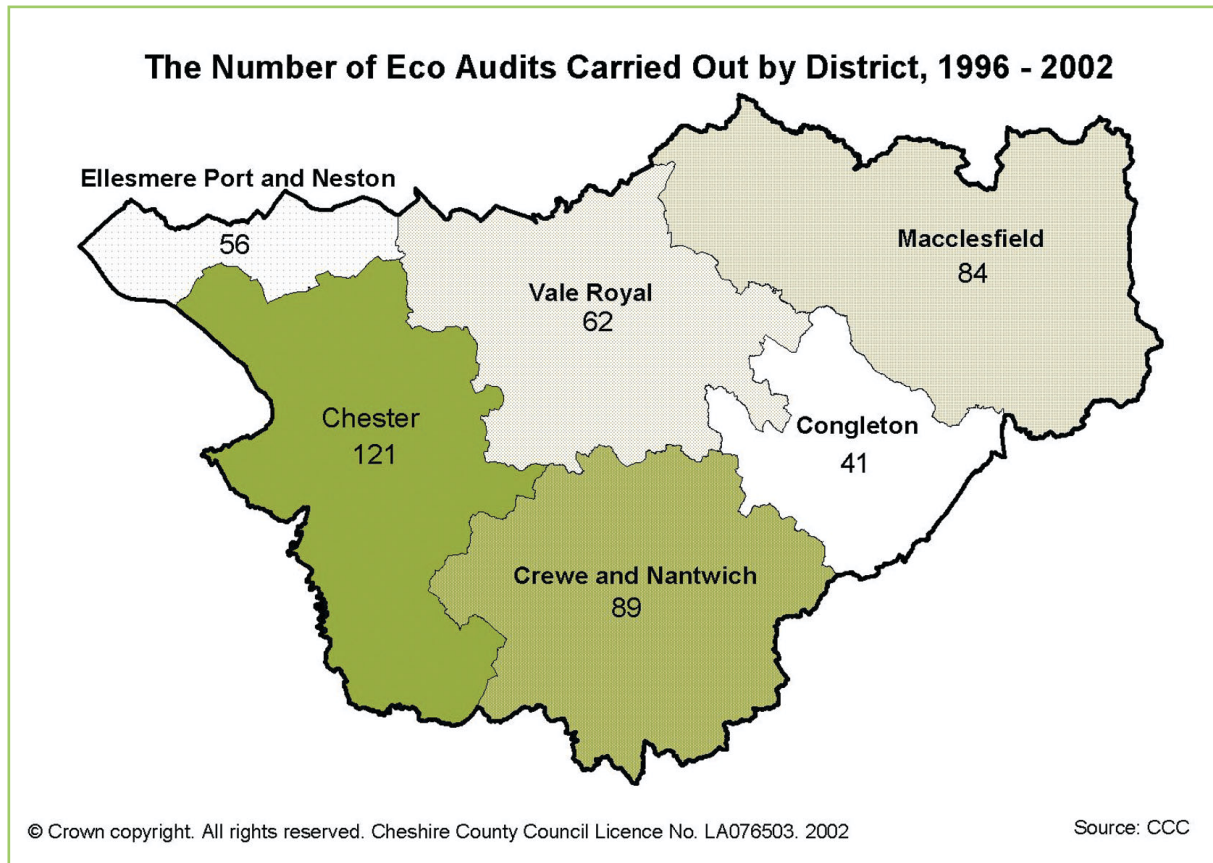 The Number of Eco Audits Carried Out by District, 1996 - 2002
Ellesmere Port and Neston
56
Macclesfield
84
Vale Royal
62
Chester
121
Congleton
41
Crewe and Nantwich
89
© Crown copyright. All rights reserved. Cheshire County Council Licence No. LA076503. 2002
Source: CCC